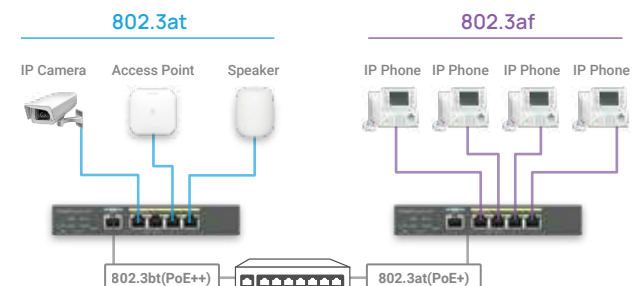 802.3at 802.3af
IP Camera Access Point Speaker IP Phone IP Phone IP Phone IP Phone
802.3bt(PoE++) 802.3at(PoE+)